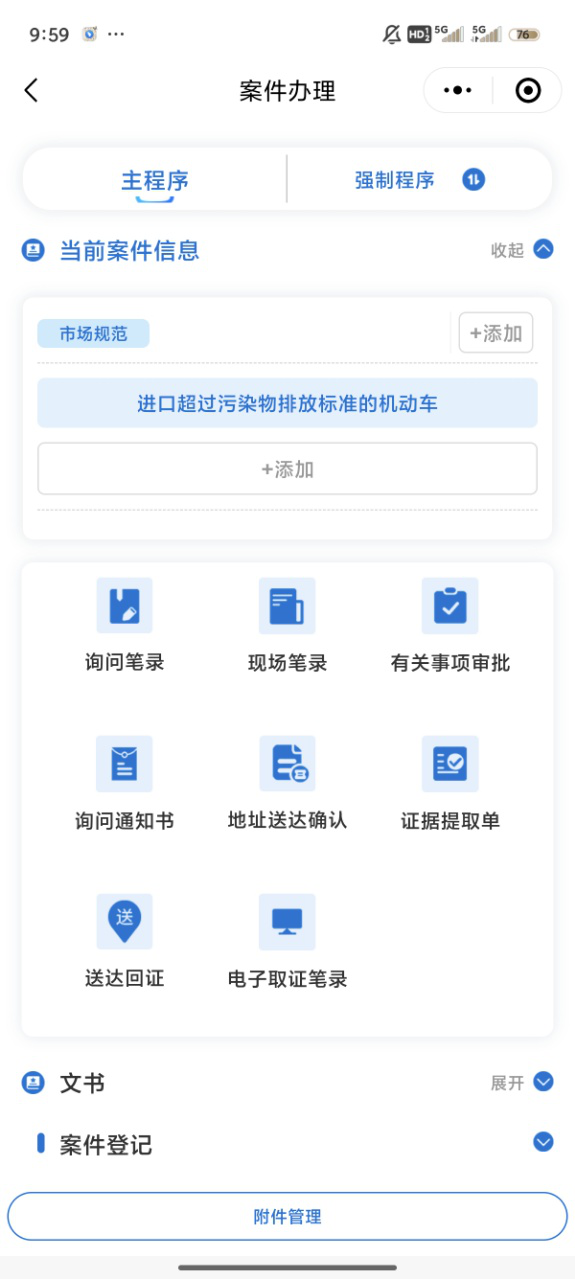 9:59 ··· HD 1 2 5G 5G 76
案件办理
主程序 强制程序
当前案件信息 收起
市场规范 +添加
进口超过污染物排放标准的机动车
+添加
询问笔录 现场笔录 有关事项审批
询问通知书 地址送达确认 证据提取单
送
送达回证 电子取证笔录
文书 展开
案件登记
附件管理